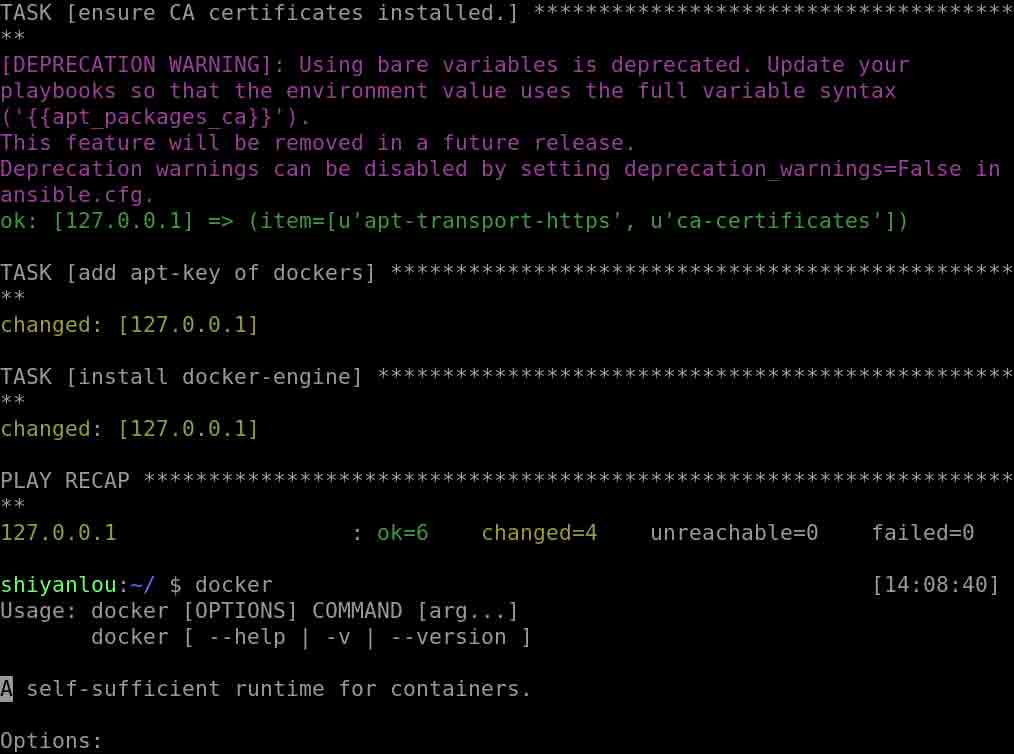 TASK [ensure CA certificates installed.] *************************************
**
[DEPRECATION WARNING]: Using bare variables is deprecated. Update your
playbooks so that the environment value uses the full variable syntax
('{{apt_packages_ca}}').
This feature will be removed in a future release.
Deprecation warnings can be disabled by setting deprecation_warnings=False in
ansible.cfg.
ok: [127.0.0.1] => (item=[u'apt-transport-https', u'ca-certificates'])
TASK [add apt-key of dockers] ************************************************
**
changed: [127.0.0.1]
TASK [install docker-engine] *************************************************
**
changed: [127.0.0.1]
PLAY RECAP *******************************************************************
**
127.0.0.1                  : ok=6    changed=4    unreachable=0    failed=0
shiyanlou:~/ $ docker                                              [14:08:40]
Usage: docker [OPTIONS] COMMAND [arg...]
       docker [ --help | -v | --version ]
A self-sufficient runtime for containers.
Options: